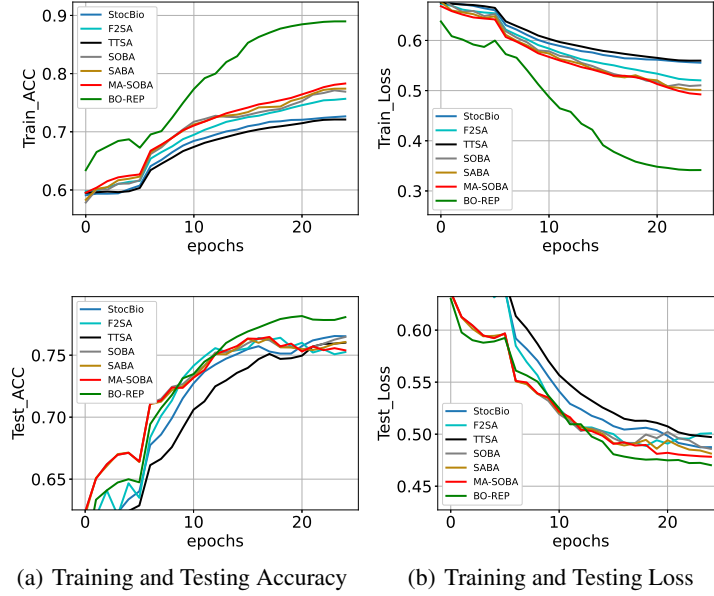 Train_ACC
0.9
0.8
0.7
0.6
StocBio
F2SA
TTSA
SOBA
SABA
MA-SOBA
BO-REP
0
10
20
epochs
Train_Loss
0.6
0.5
0.4
0.3
StocBio
F2SA
TTSA
SOBA
SABA
MA-SOBA
BO-REP
0
10
20
epochs
Test_ACC
0.75
0.70
0.65
StocBio
F2SA
TTSA
SOBA
SABA
MA-SOBA
BO-REP
0
10
20
epochs
Test_Loss
0.60
0.55
0.50
0.45
StocBio
F2SA
TTSA
SOBA
SABA
MA-SOBA
BO-REP
0
10
20
epochs
(a) Training and Testing Accuracy
(b) Training and Testing Loss